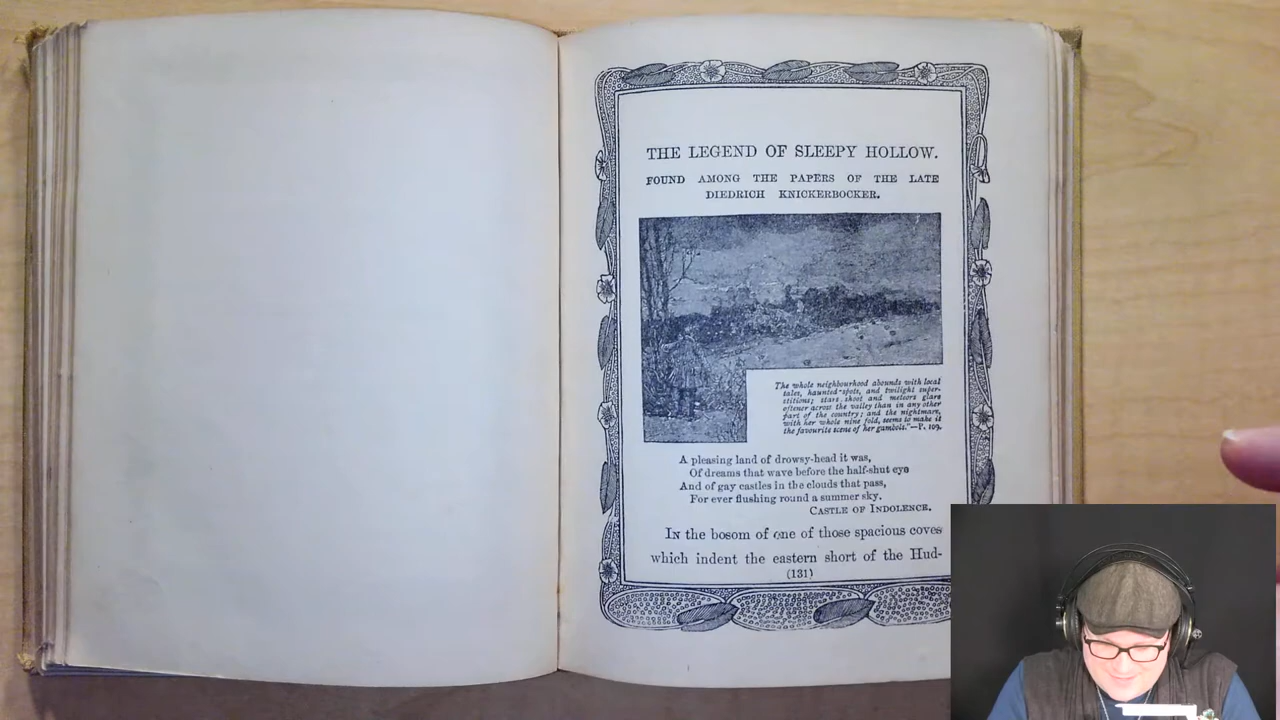 THE LEGEND OF SLEEPY HOLLOW.
FOUND AMONG THE PAPERS OF THE LATE
DIEDRICH KNICKERBOCKER.
The whole neighbourhood abounds with local
tales, haunted spots, and twilight super-
stitions; stars shoot and meteors glare
oftener across the valley than in any other
part of the country; and the nightmare,
with her whole nine fold, seems to make it
the favourite scene of her gambols."—P. 109.
A pleasing land of drowsy-head it was,
Of dreams that wave before the half-shut eye
And of gay castles in the clouds that pass,
For ever flushing round a summer sky.
CASTLE OF INDOLENCE.
In the bosom of one of those spacious coves
which indent the eastern short of the Hud-
(131)